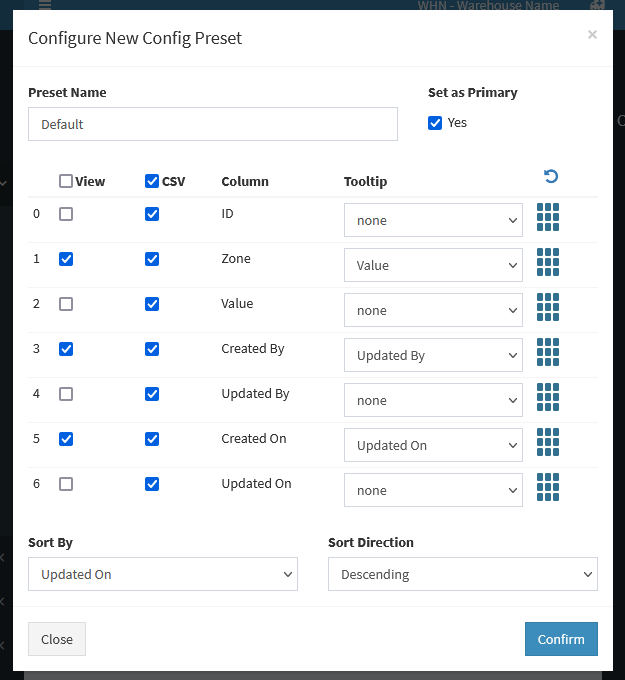 WHN - Warehouse Name
Configure New Config Preset ×
Preset Name Set as Primary
Default Yes
View CSV Column Tooltip
0 ID none
1 Zone Value
2 Value none
3 Created By Updated By
4 Updated By none
5 Created On Updated On
6 Updated On none
Sort By Sort Direction
Updated On Descending
Close Confirm